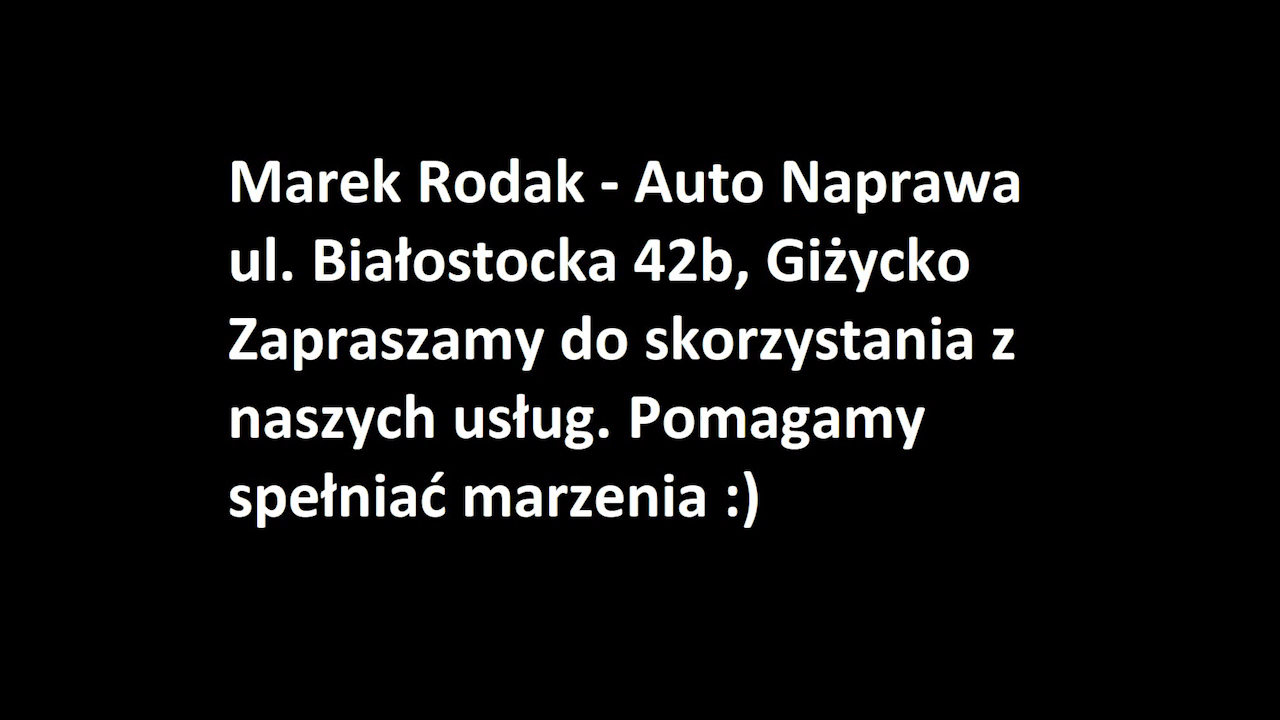 Marek Rodak - Auto Naprawa
ul. Białostocka 42b, Giżycko
Zapraszamy do skorzystania z
naszych usług. Pomagamy
spełniać marzenia :)